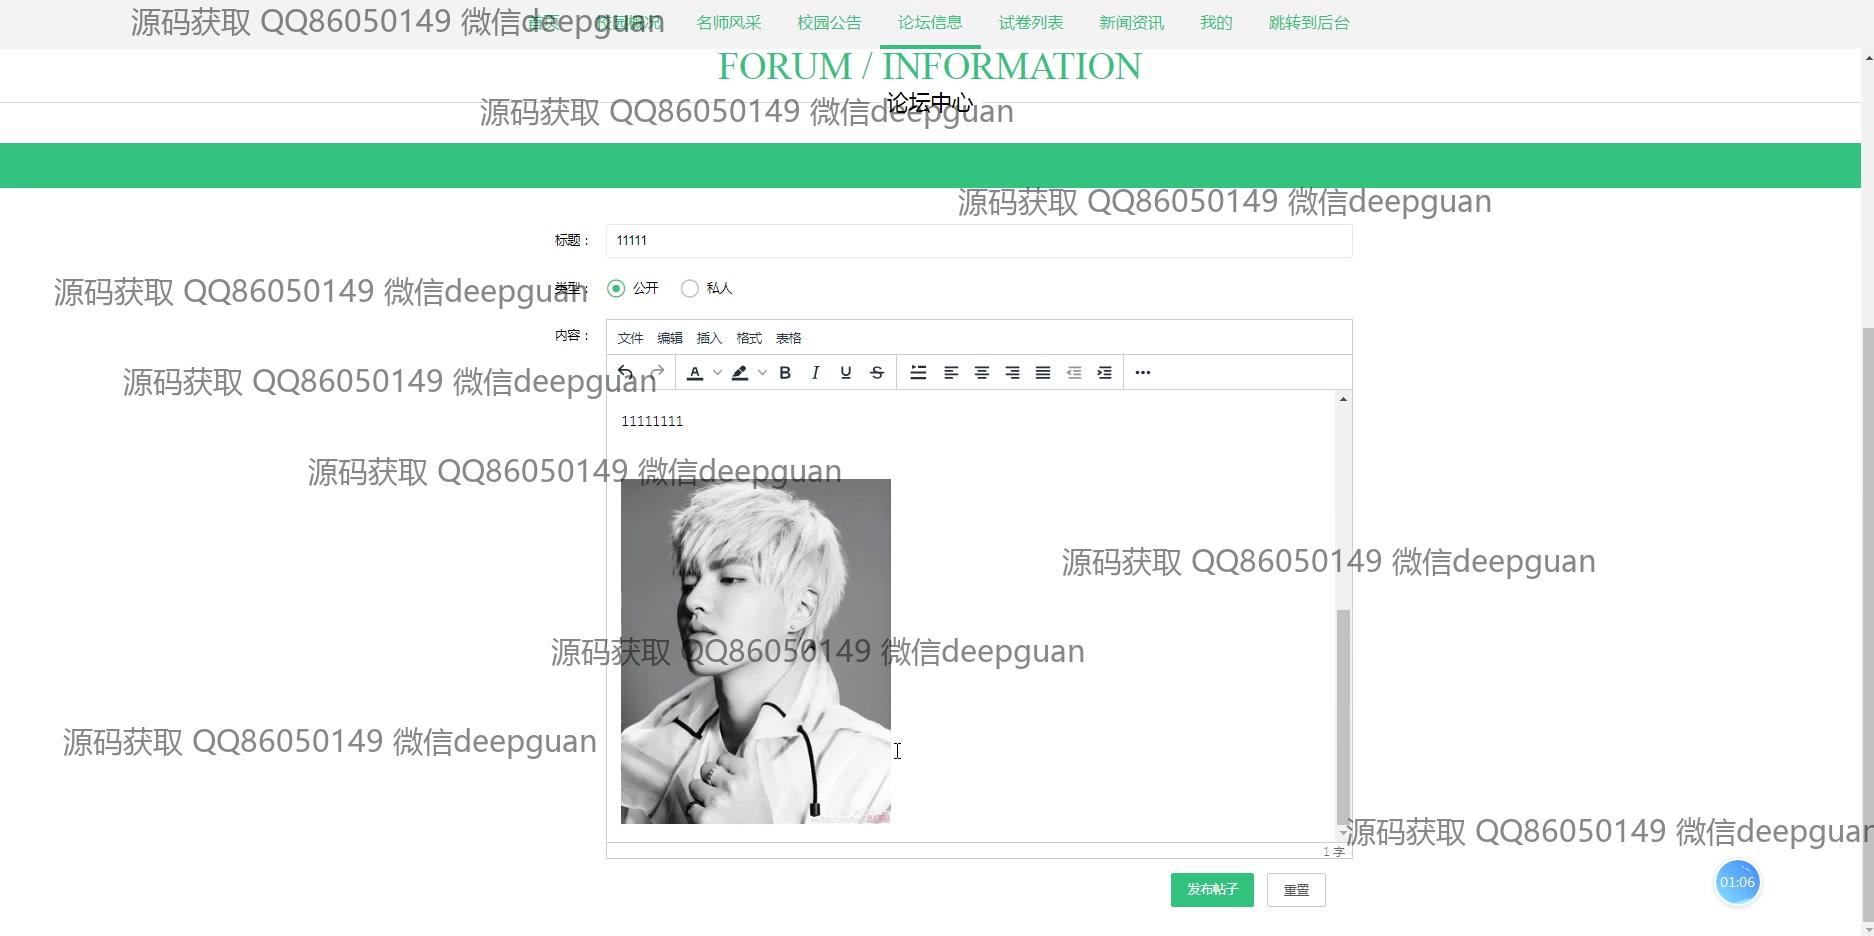 首页 校园概况 名师风采 校园公告 论坛信息 试卷列表 新闻资讯 我的 跳转到后台
源码获取 QQ86050149 微信deepguan
FORUM / INFORMATION
论坛中心
源码获取 QQ86050149 微信deepguan
源码获取 QQ86050149 微信deepguan
标题： 11111
类型： 公开 私人
源码获取 QQ86050149 微信deepguan
内容： 文件 编辑 插入 格式 表格
源码获取 QQ86050149 微信deepguan
11111111
源码获取 QQ86050149 微信deepguan
源码获取 QQ86050149 微信deepguan
源码获取 QQ86050149 微信deepguan
源码获取 QQ86050149 微信deepguan
源码获取 QQ86050149 微信deepguan
1 字
发布帖子 重置
01:06